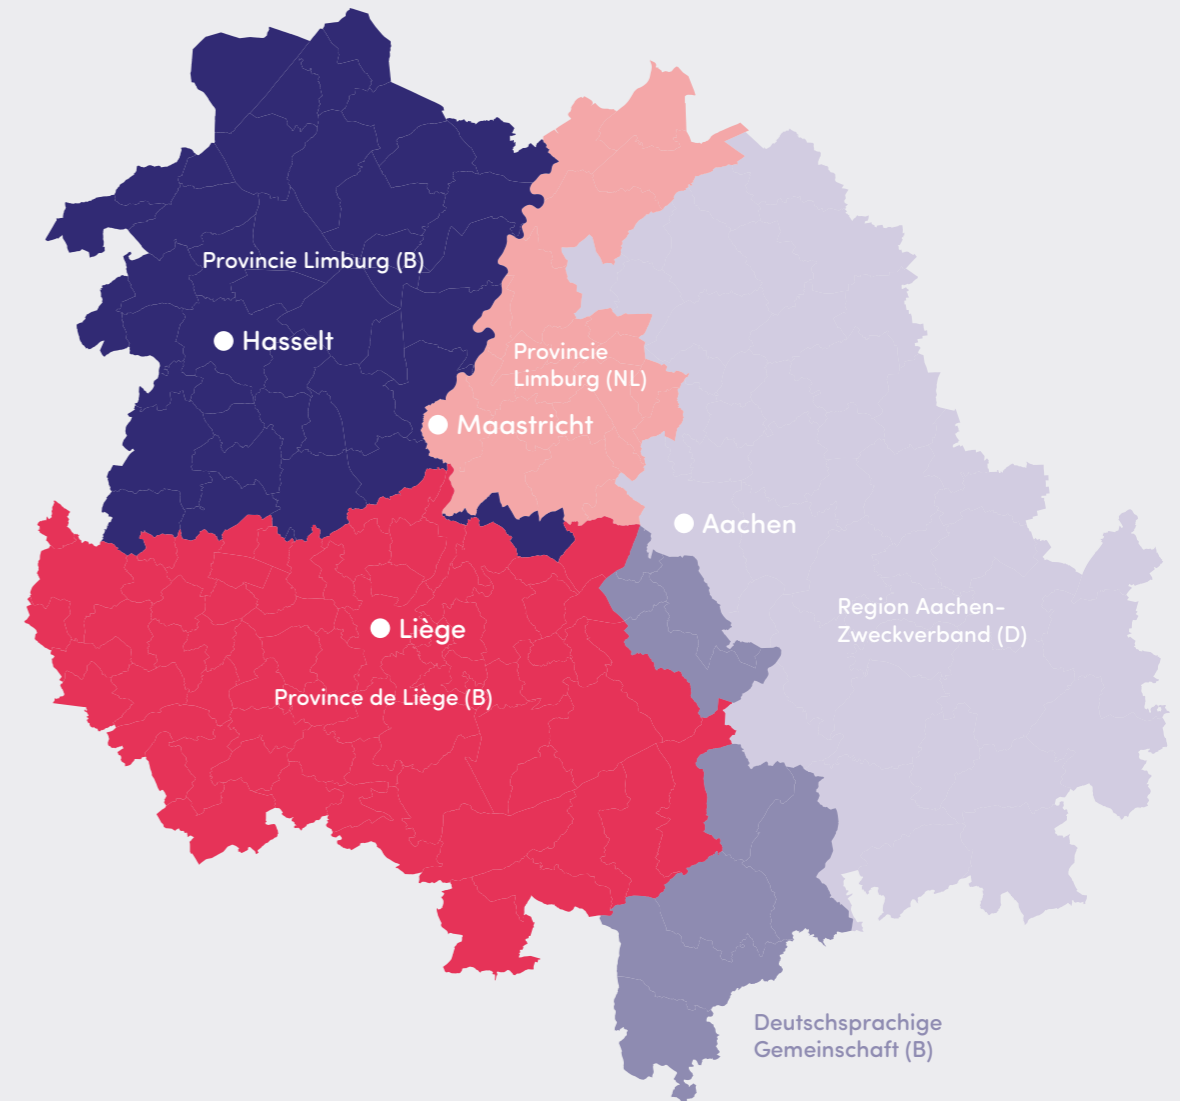 Provincie Limburg (B)
Hasselt
Provincie
Limburg (NL)
Maastricht
Aachen
Region Aachen-
Zweckverband (D)
Liège
Province de Liège (B)
Deutschsprachige
Gemeinschaft (B)